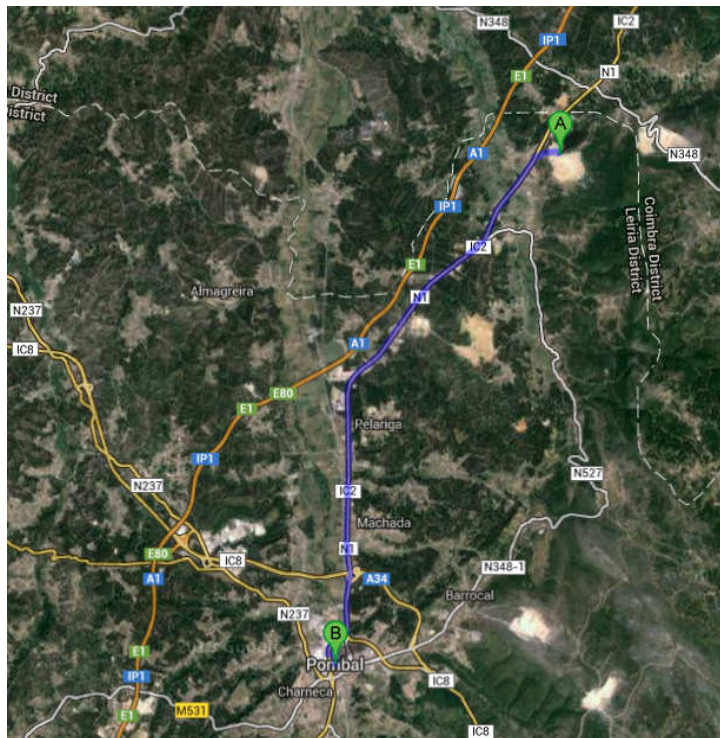 N348
IC2
IP1
E1
N1
District
District
A
A1
N348
IP1
Coimbra District
Leiria District
IC2
E1
N237
Almagreira
N1
IC8
A1
E80
E1
Pelariga
IP1
N237
N527
IC2
Machada
E80
N1
IC8
A1
A34
N348-1
N237
Barrocal
B
E1
Pombal
IP1
IC8
Charneca
E1
M531
IC8